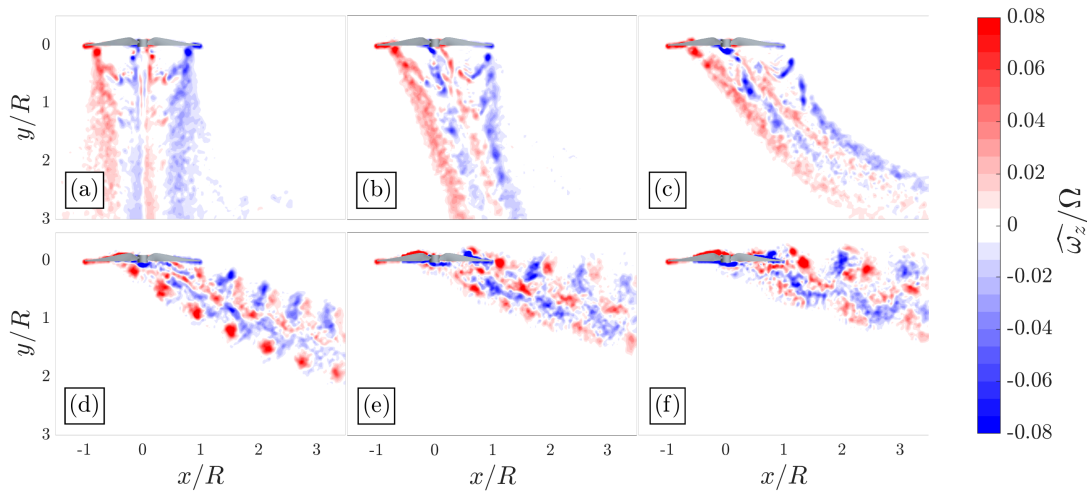 0
1
2
3
y/R
(a)
(b)
(c)
0
1
2
3
y/R
(d)
(e)
(f)
-1 0 1 2 3
-1 0 1 2 3
-1 0 1 2 3
x/R
x/R
x/R
0.08
0.06
0.04
0.02
0
-0.02
-0.04
-0.06
-0.08
\widehat{ω_z}/Ω